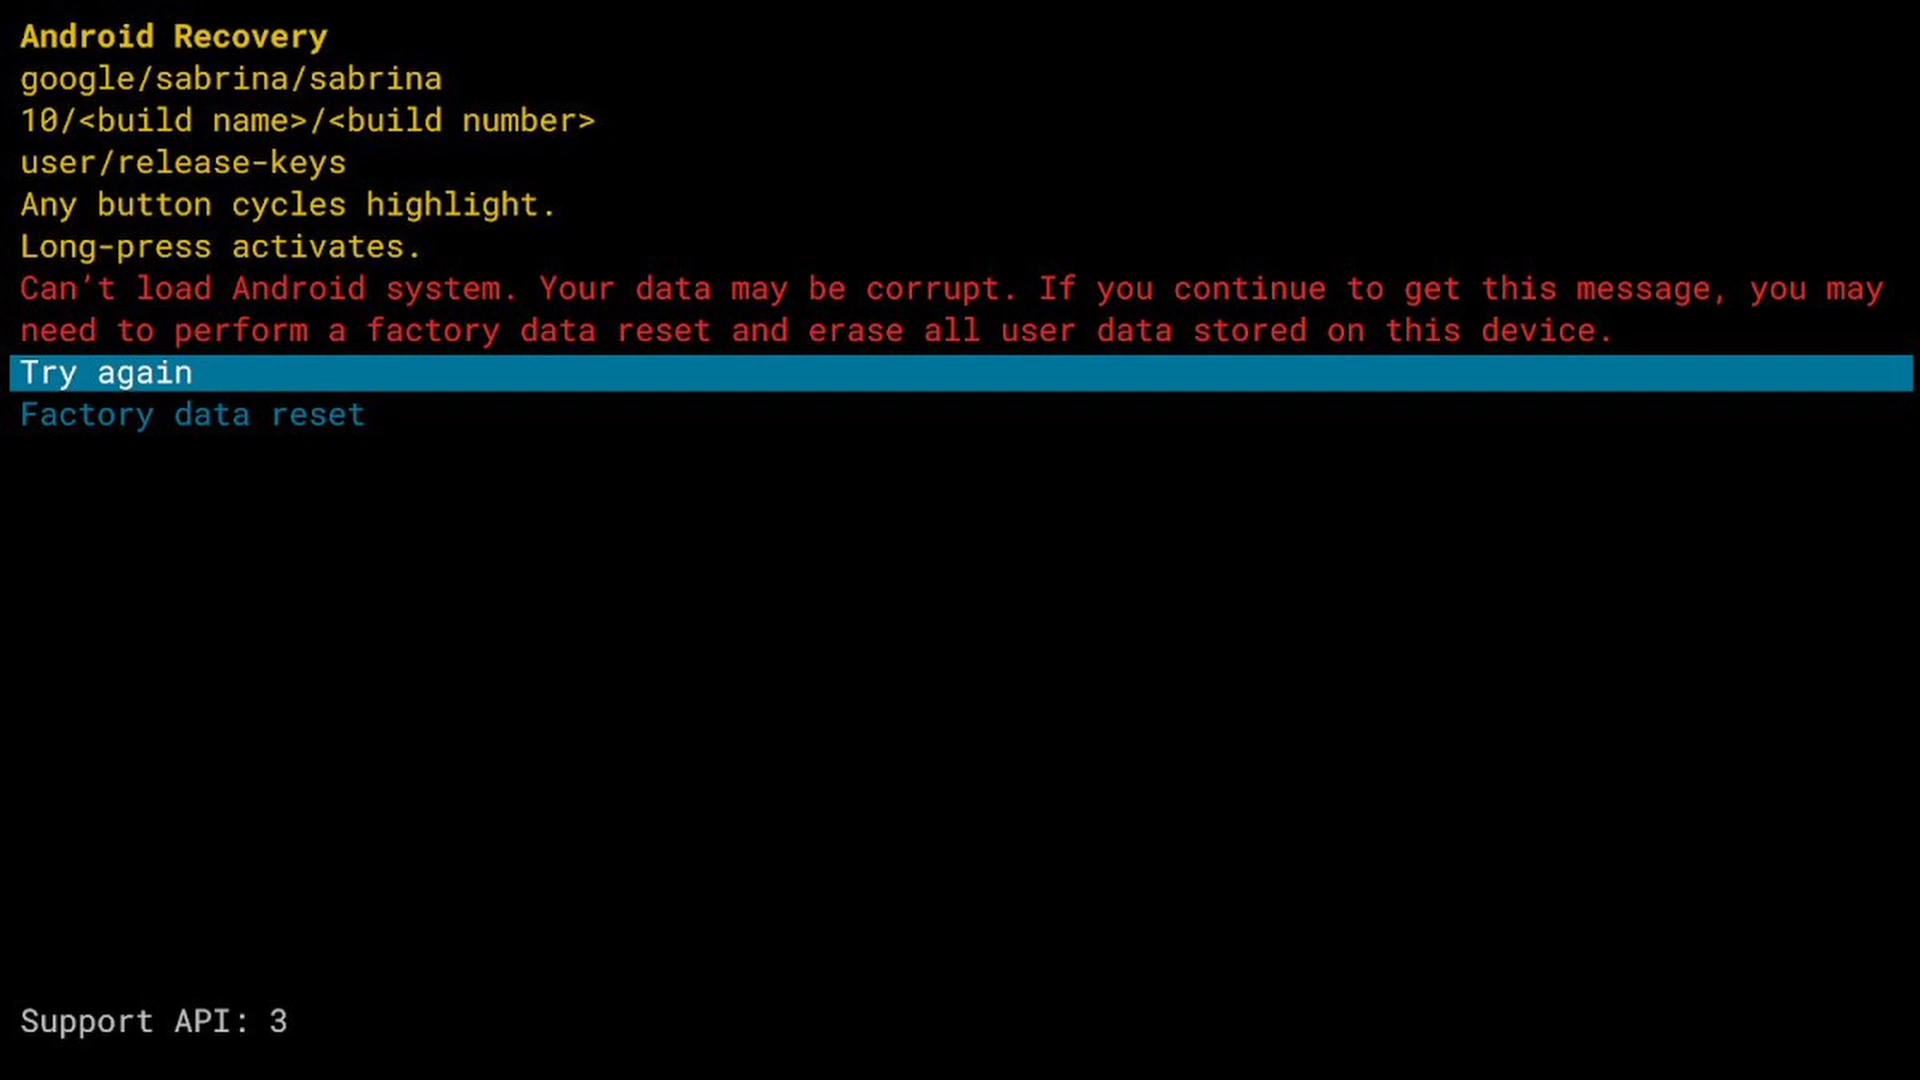 Android Recovery
google/sabrina/sabrina
10/<build name>/<build number>
user/release-keys
Any button cycles highlight.
Long-press activates.
Can't load Android system. Your data may be corrupt. If you continue to get this message, you may
need to perform a factory data reset and erase all user data stored on this device.
Try again
Factory data reset
Support API: 3